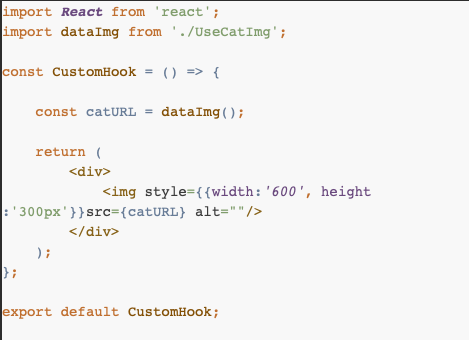 import React from 'react';
import dataImg from './UseCatImg';
const CustomHook = () => {
const catURL = dataImg();
return (
<div>
<img style={{width:'600', height
:'300px'}}src={catURL} alt=""/>
</div>
);
};
export default CustomHook;